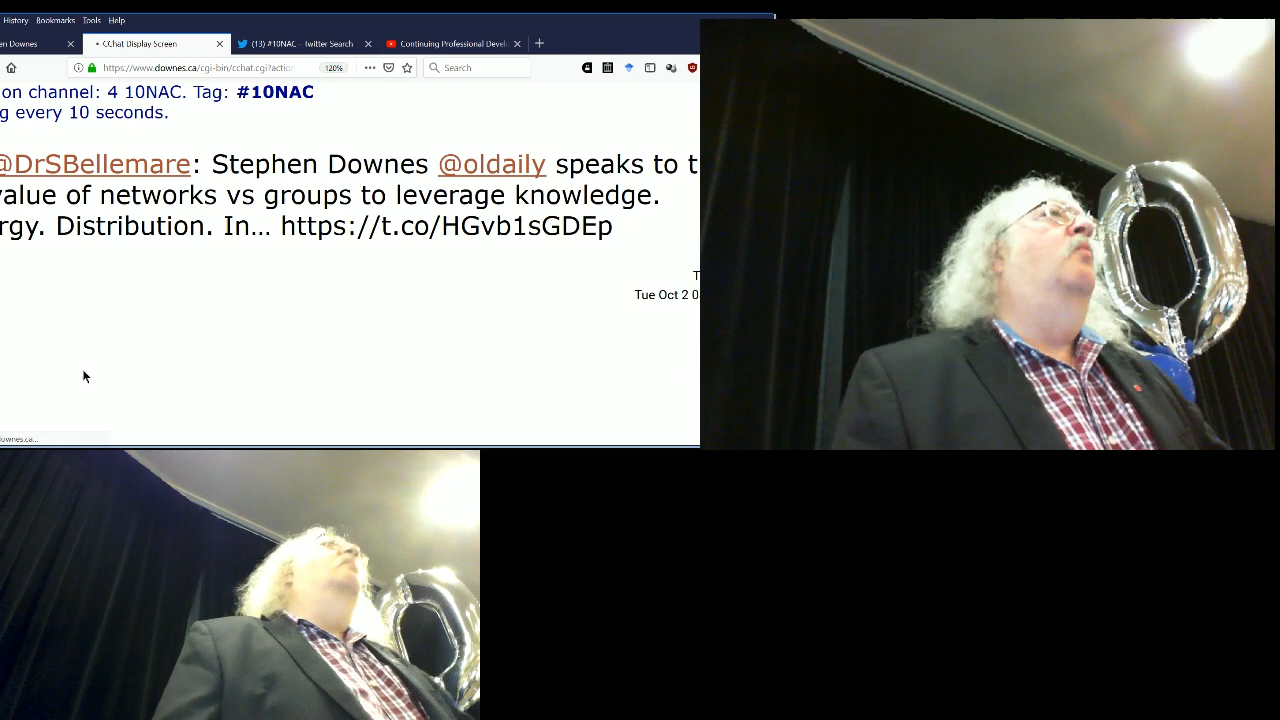 History Bookmarks Tools Help
en Downes
CChat Display Screen
(13) #10NAC - Twitter Search
Continuing Professional Devel
https://www.downes.ca/cgi-bin/cchat.cgi?action
120%
Search
on channel: 4 10NAC. Tag: #10NAC
g every 10 seconds.
@DrSBellemare: Stephen Downes @oldaily speaks to t
value of networks vs groups to leverage knowledge.
rgy. Distribution. In… https://t.co/HGvb1sGDEp
T
Tue Oct 2 0
ownes.ca...